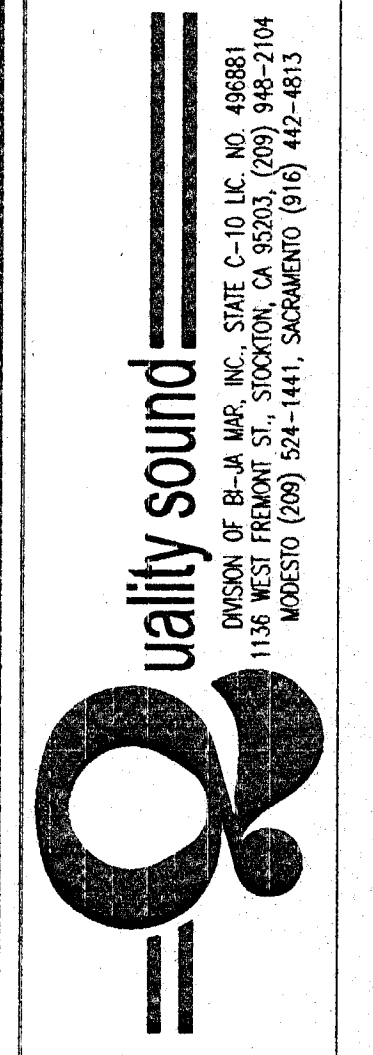 Quality sound
DIVISION OF BI-JA MAR, INC., STATE C-10 LIC. NO. 496881
1136 WEST FREMONT ST., STOCKTON, CA 95203, (209) 948-2104
MODESTO (209) 524-1441, SACRAMENTO (916) 442-4813